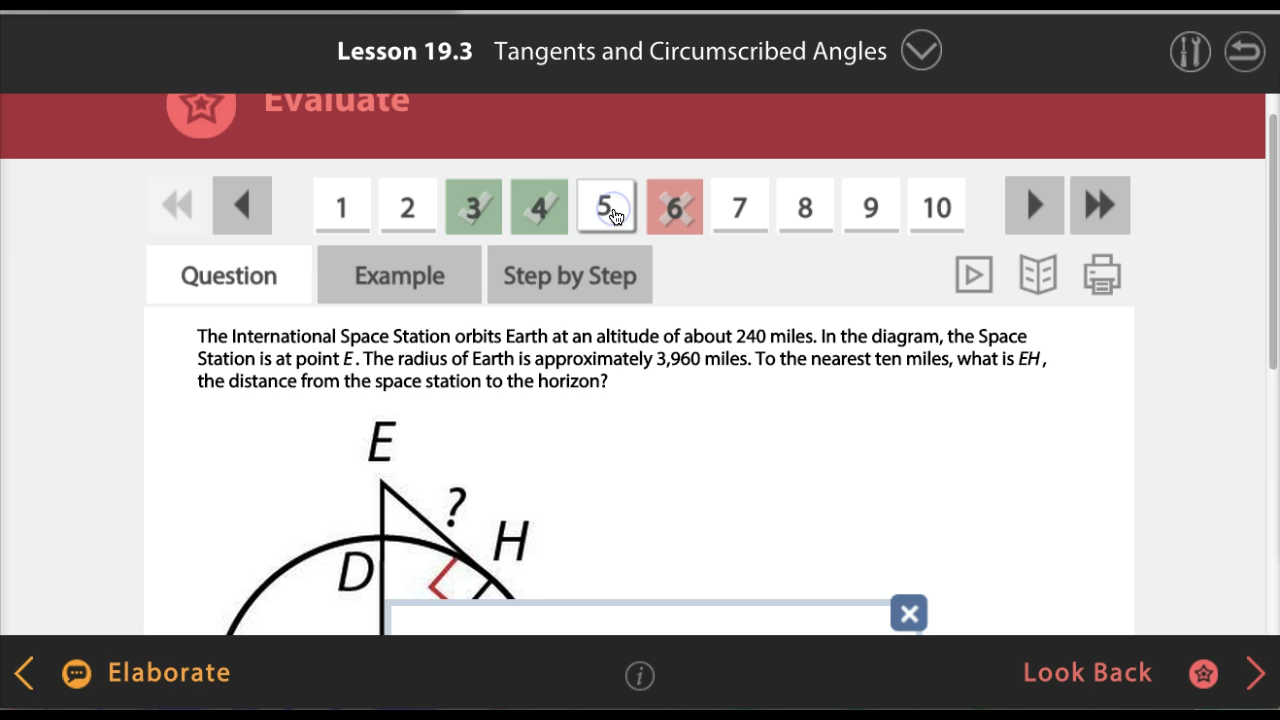 Lesson 19.3 Tangents and Circumscribed Angles
Evaluate
1 2 3 4 5 6 7 8 9 10
Question Example Step by Step
The International Space Station orbits Earth at an altitude of about 240 miles. In the diagram, the Space
Station is at point E. The radius of Earth is approximately 3,960 miles. To the nearest ten miles, what is EH,
the distance from the space station to the horizon?
E
?
H
D
Elaborate Look Back